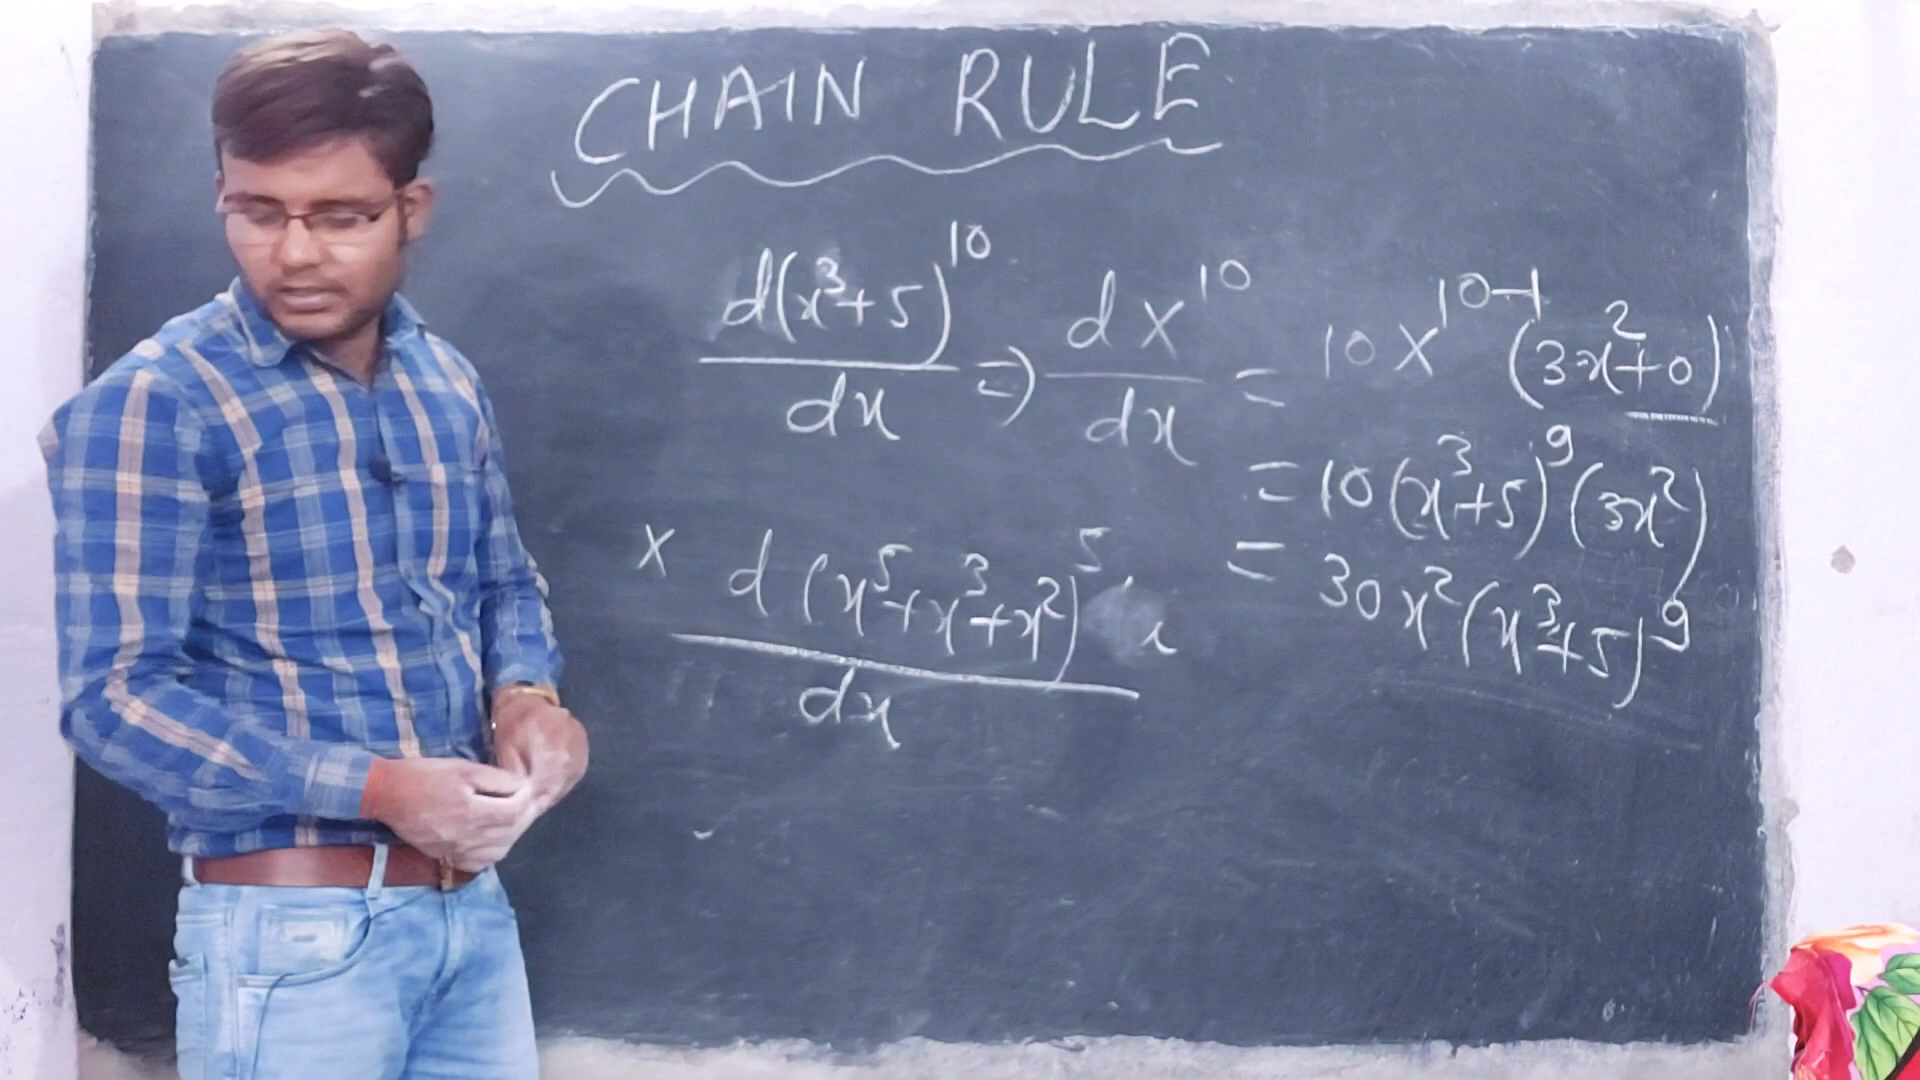 CHAIN RULE
d(x³+5)¹⁰/dx ⇒ dX¹⁰/dx = 10X¹⁰⁻¹(3x²+0)
= 10(x³+5)⁹(3x²)
= 30x²(x³+5)⁹
x d(x⁵+x³+x²)⁵/dx